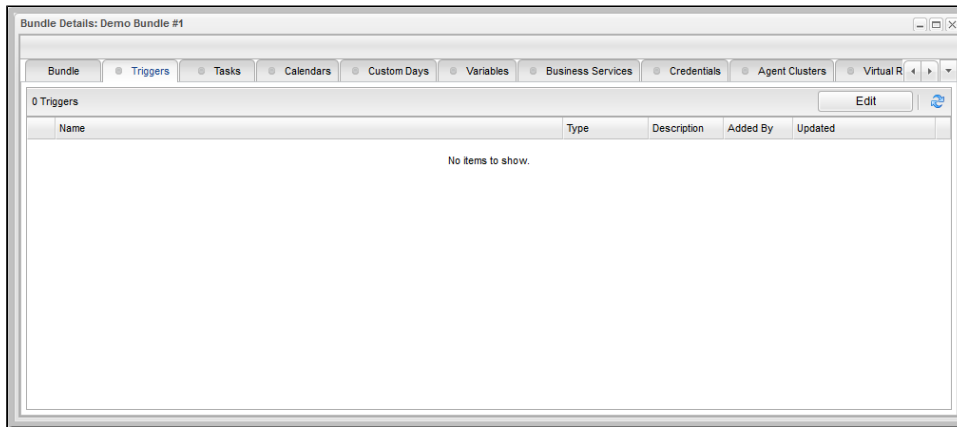 Bundle Details: Demo Bundle #1
Bundle Triggers Tasks Calendars Custom Days Variables Business Services Credentials Agent Clusters Virtual R
0 Triggers Edit
Name Type Description Added By Updated
No items to show.